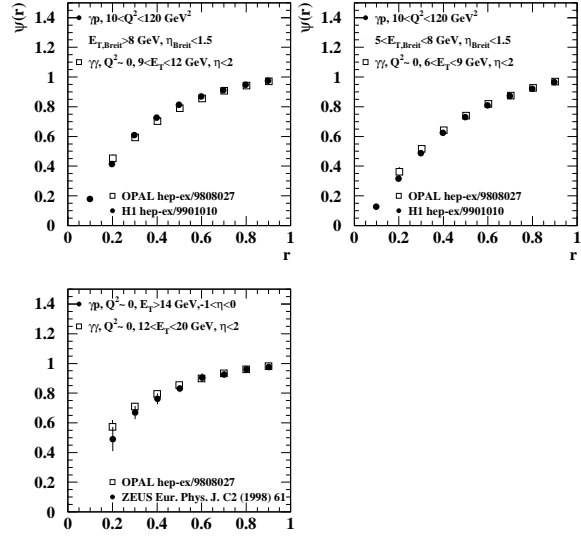 ψ(r)
1.4
1.2
1
0.8
0.6
0.4
0.2
0
γp, 10<Q²<120 GeV²
E_T,Breit>8 GeV, η_Breit<1.5
γγ, Q²~ 0, 9<E_T<12 GeV, η<2
OPAL hep-ex/9808027
H1 hep-ex/9901010
0 0.2 0.4 0.6 0.8 1
r
ψ(r)
1.4
1.2
1
0.8
0.6
0.4
0.2
0
γp, 10<Q²<120 GeV²
5<E_T,Breit<8 GeV, η_Breit<1.5
γγ, Q²~ 0, 6<E_T<9 GeV, η<2
OPAL hep-ex/9808027
H1 hep-ex/9901010
0 0.2 0.4 0.6 0.8 1
r
1.4
1.2
1
0.8
0.6
0.4
0.2
0
γp, Q²~ 0, E_T>14 GeV,-1<η<0
γγ, Q²~ 0, 12<E_T<20 GeV, η<2
OPAL hep-ex/9808027
ZEUS Eur. Phys. J. C2 (1998) 61
0 0.2 0.4 0.6 0.8 1